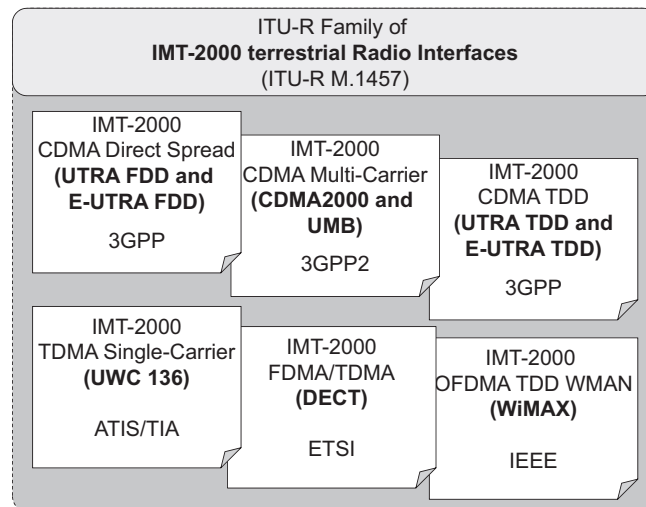 ITU-R Family of
IMT-2000 terrestrial Radio Interfaces
(ITU-R M.1457)
IMT-2000
CDMA Direct Spread
(UTRA FDD and
E-UTRA FDD)
3GPP
IMT-2000
CDMA Multi-Carrier
(CDMA2000 and
UMB)
3GPP2
IMT-2000
CDMA TDD
(UTRA TDD and
E-UTRA TDD)
3GPP
IMT-2000
TDMA Single-Carrier
(UWC 136)
ATIS/TIA
IMT-2000
FDMA/TDMA
(DECT)
ETSI
IMT-2000
OFDMA TDD WMAN
(WiMAX)
IEEE